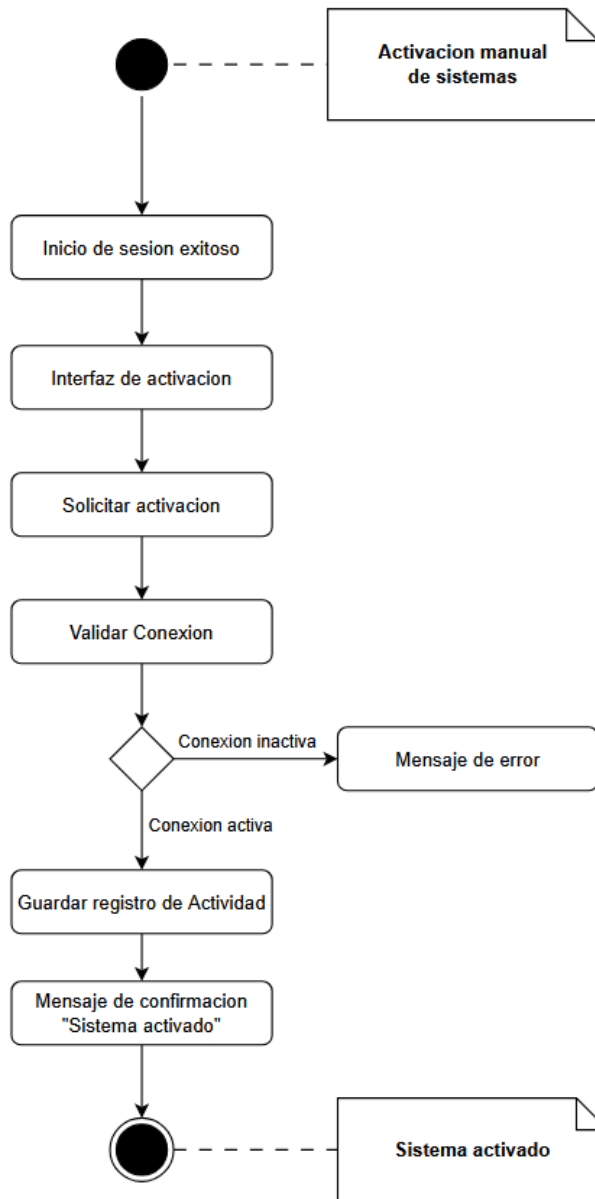 Activacion manual
de sistemas
Inicio de sesion exitoso
Interfaz de activacion
Solicitar activacion
Validar Conexion
Conexion inactiva
Mensaje de error
Conexion activa
Guardar registro de Actividad
Mensaje de confirmacion
"Sistema activado"
Sistema activado